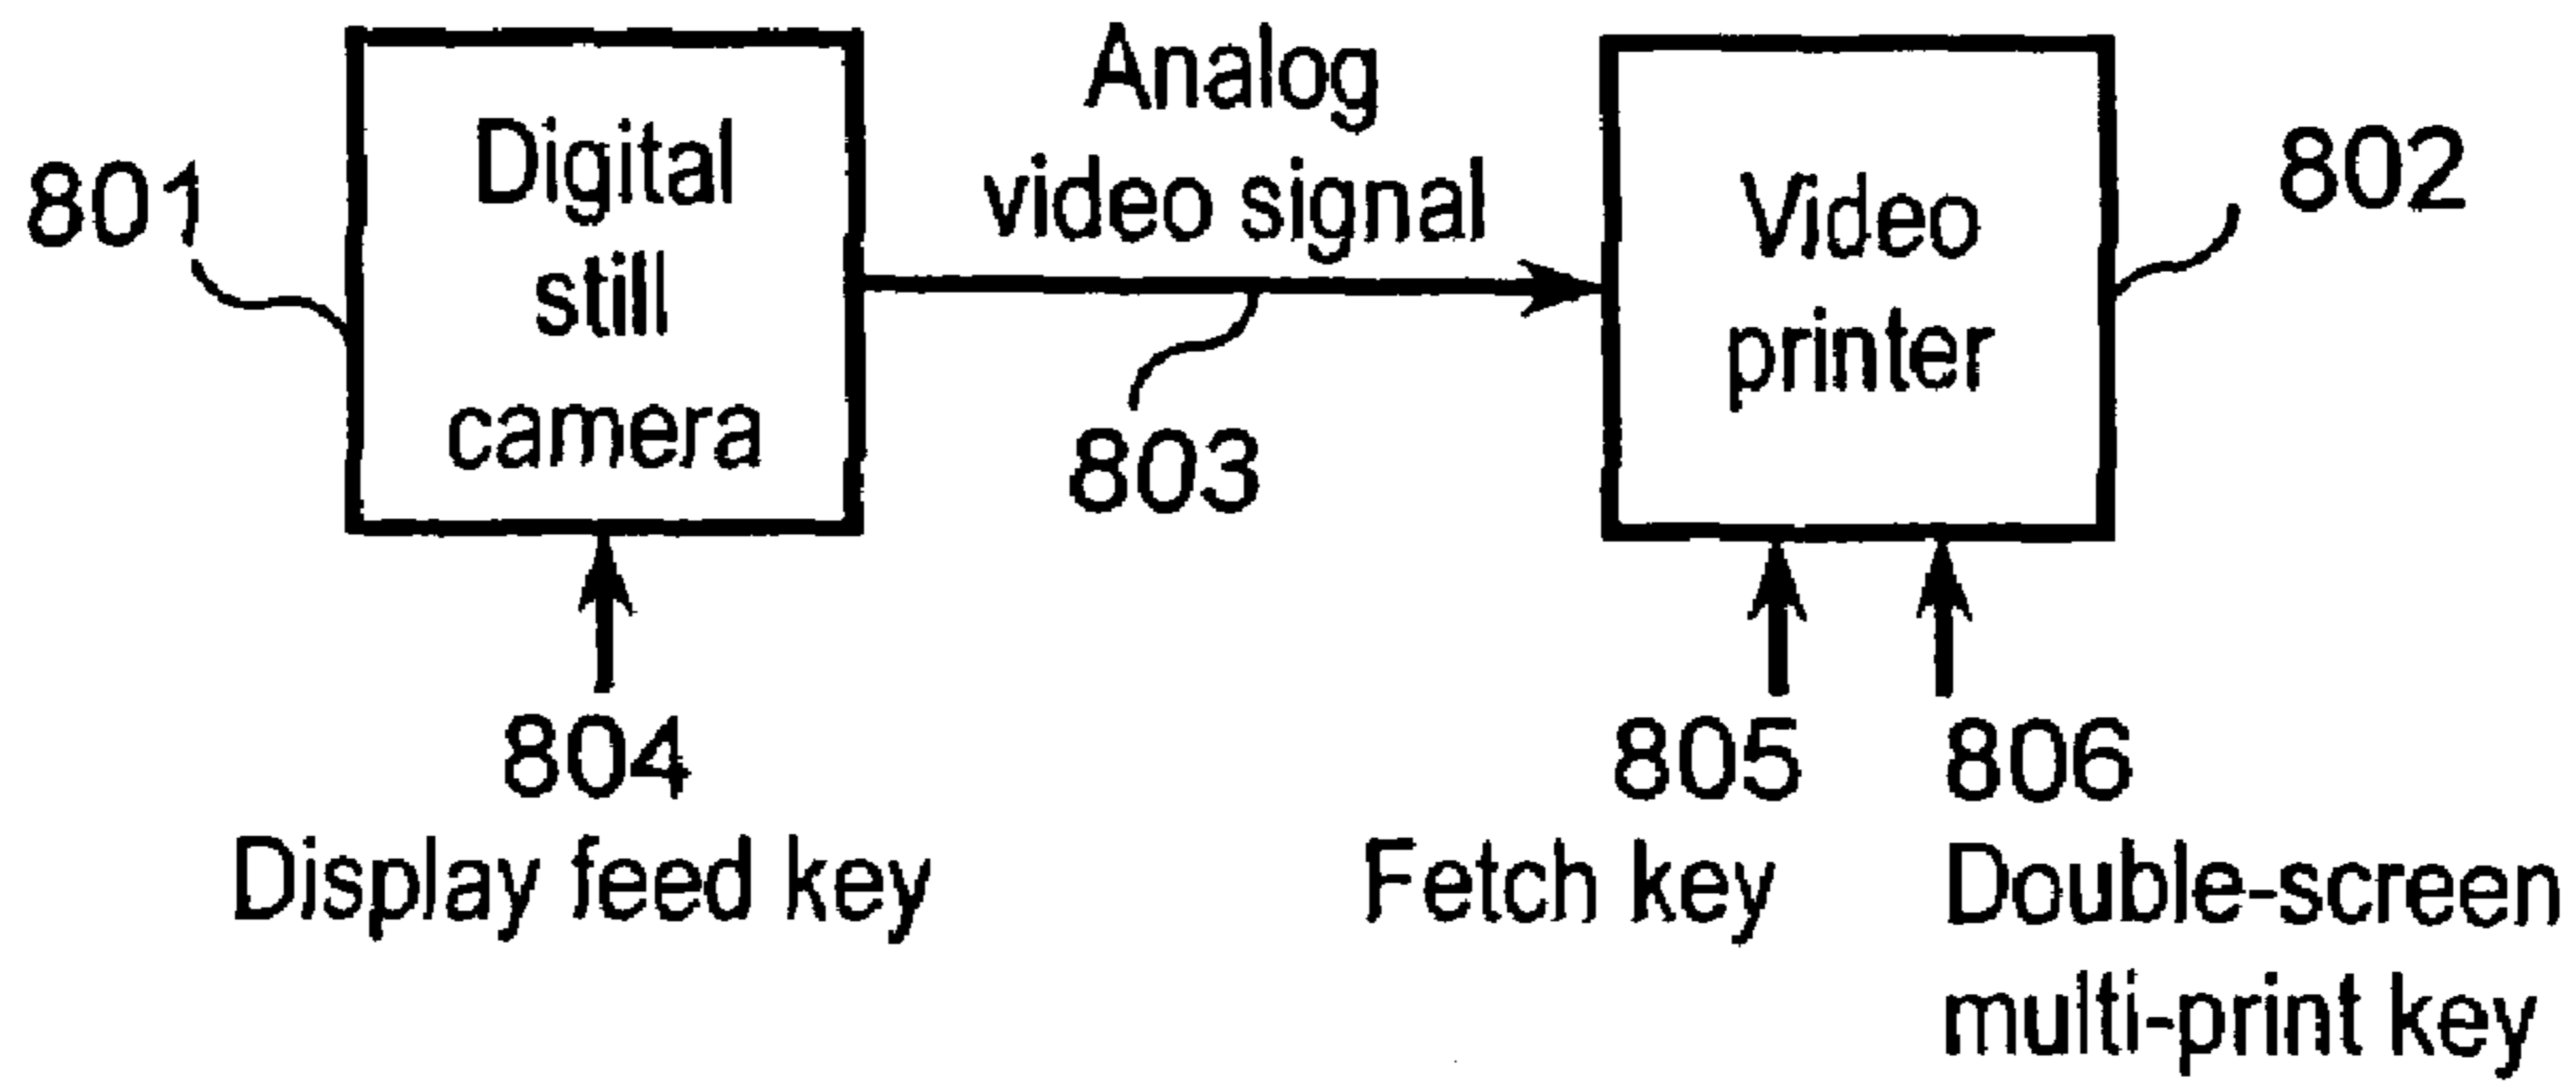 801
Digital
still
camera
Analog
video signal
803
Video
printer
802
804
Display feed key
805
Fetch key
806
Double-screen
multi-print key